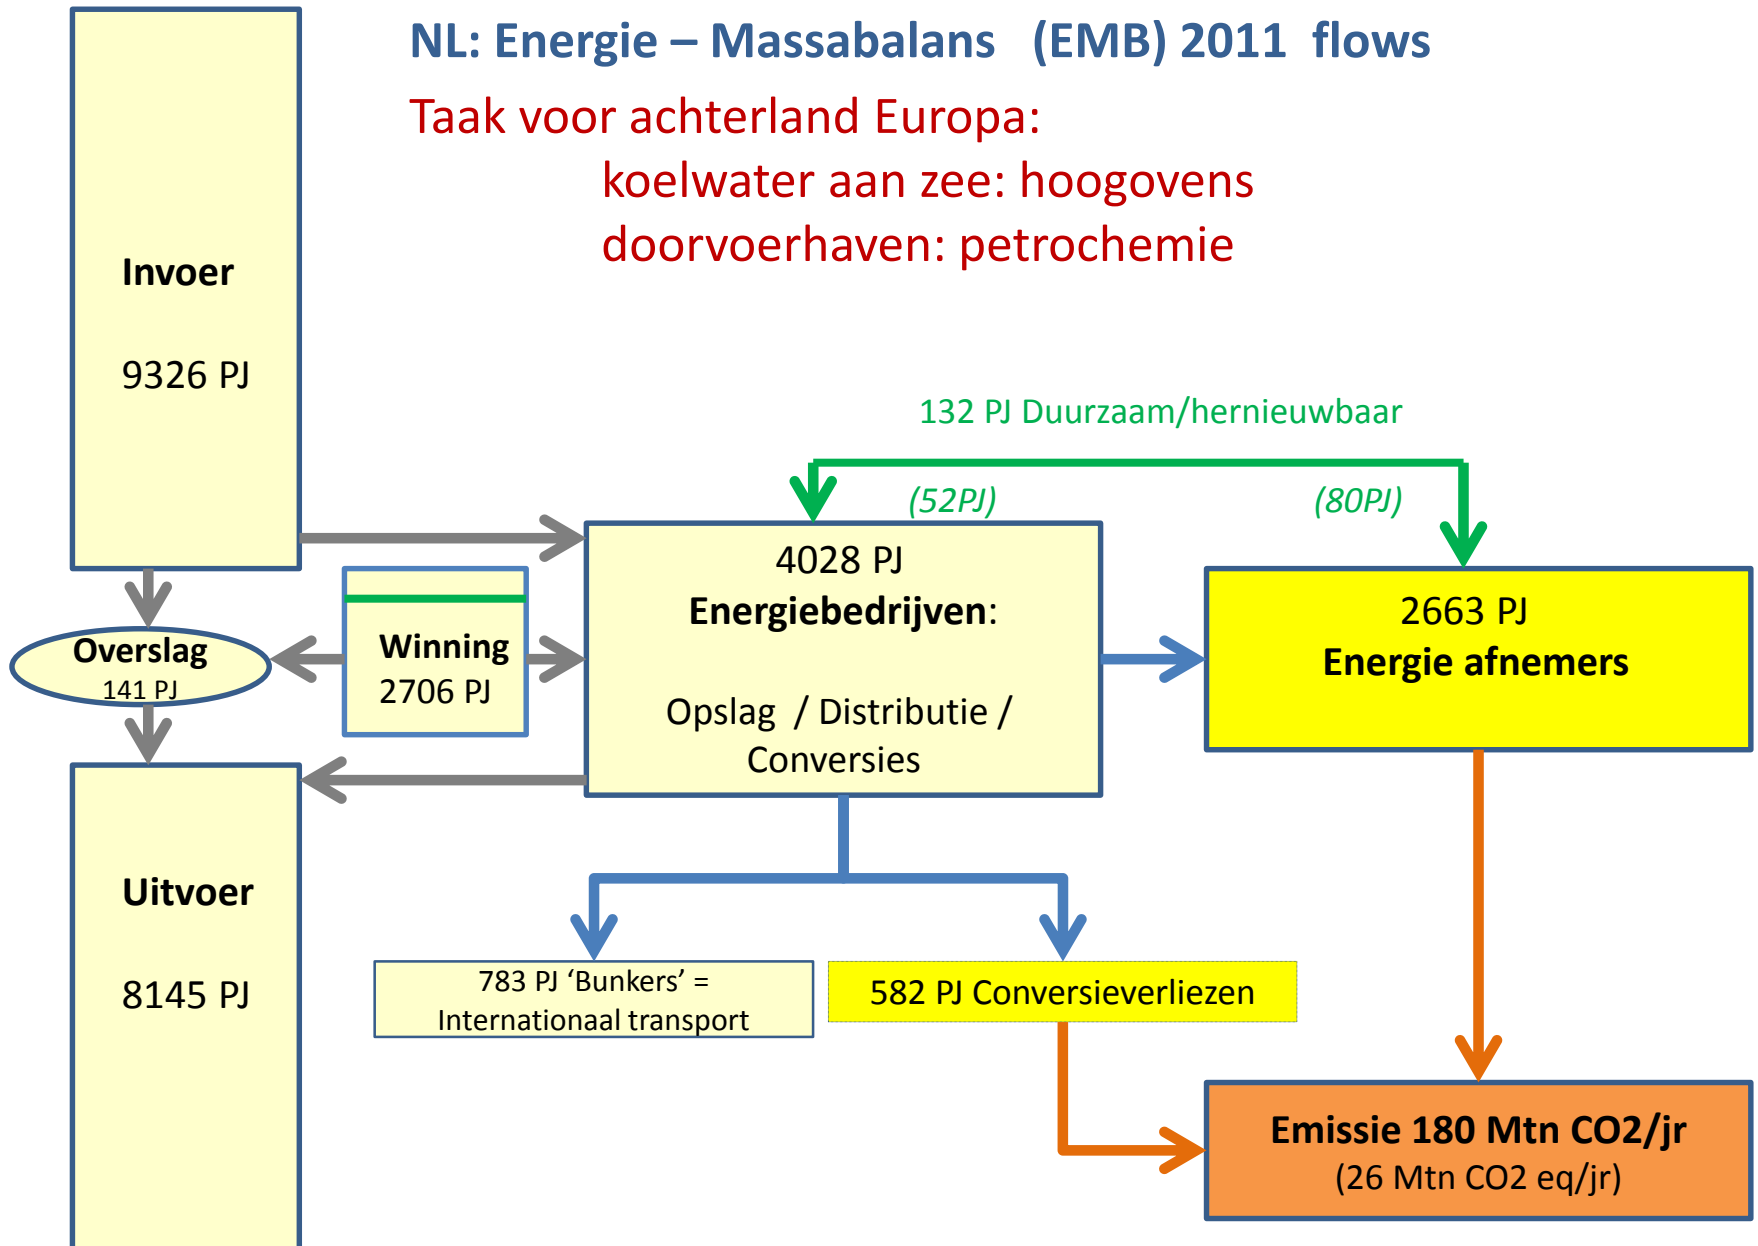 NL: Energie – Massabalans (EMB) 2011 flows
Taak voor achterland Europa:
koelwater aan zee: hoogovens
doorvoerhaven: petrochemie
Invoer
9326 PJ
132 PJ Duurzaam/hernieuwbaar
(52PJ)
(80PJ)
Overslag
141 PJ
Winning
2706 PJ
4028 PJ
Energiebedrijven:
Opslag / Distributie /
Conversies
2663 PJ
Energie afnemers
Uitvoer
8145 PJ
783 PJ ‘Bunkers’ =
Internationaal transport
582 PJ Conversieverliezen
Emissie 180 Mtn CO2/jr
(26 Mtn CO2 eq/jr)